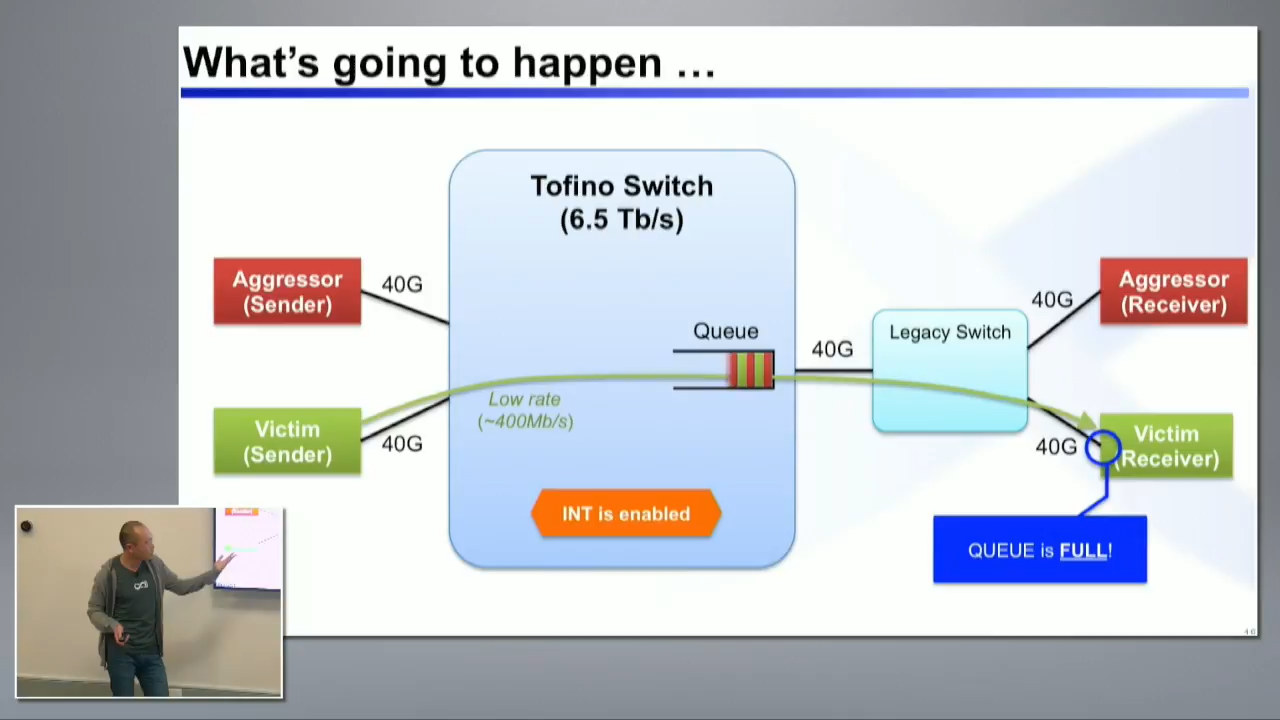 What's going to happen …
Tofino Switch
(6.5 Tb/s)
Aggressor
(Sender)
40G
Queue
40G
Legacy Switch
40G
Aggressor
(Receiver)
Low rate
(~400Mb/s)
Victim
(Sender)
40G
40G
Victim
(Receiver)
INT is enabled
QUEUE is FULL!